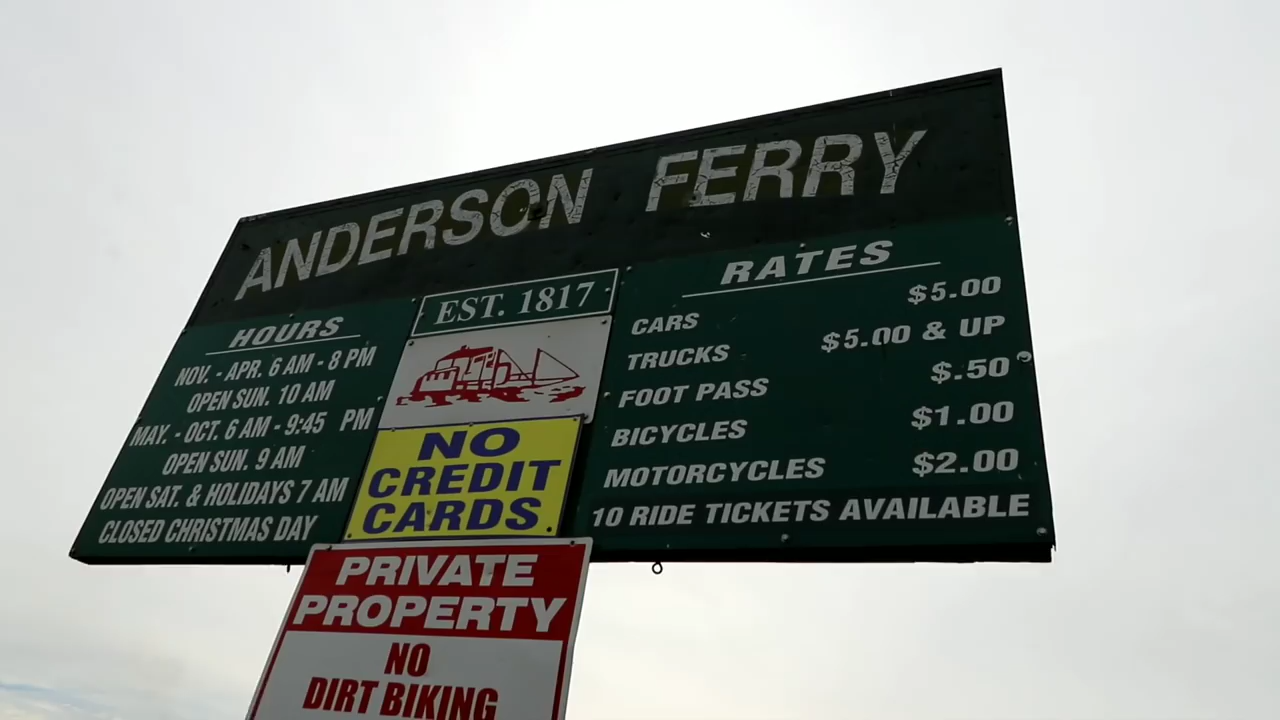 ANDERSON FERRY
HOURS
NOV. - APR. 6 AM - 8 PM
OPEN SUN. 10 AM
MAY. - OCT. 6 AM - 9:45 PM
OPEN SUN. 9 AM
OPEN SAT. & HOLIDAYS 7 AM
CLOSED CHRISTMAS DAY
EST. 1817
NO
CREDIT
CARDS
RATES
CARS $5.00
TRUCKS $5.00 & UP
FOOT PASS $.50
BICYCLES $1.00
MOTORCYCLES $2.00
10 RIDE TICKETS AVAILABLE
PRIVATE
PROPERTY
NO
DIRT BIKING